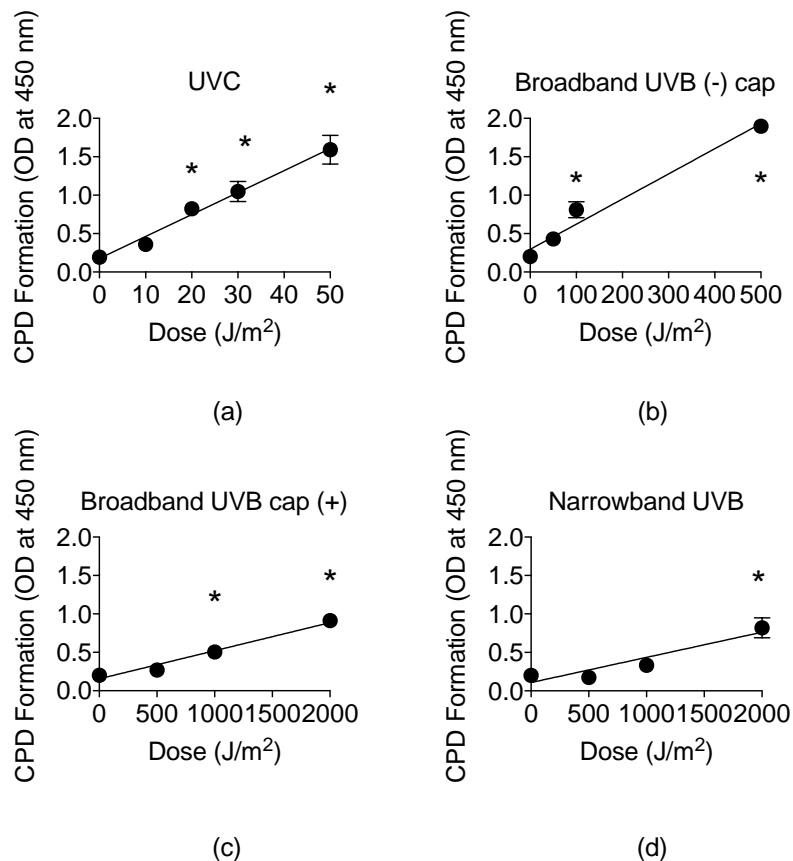 UVC
CPD Formation (OD at 450 nm)
2.0
1.5
1.0
0.5
0.0
* * *
0 10 20 30 40 50
Dose (J/m²)
(a)
Broadband UVB (-) cap
CPD Formation (OD at 450 nm)
2.0
1.5
1.0
0.5
0.0
* *
0 100 200 300 400 500
Dose (J/m²)
(b)
Broadband UVB cap (+)
CPD Formation (OD at 450 nm)
2.0
1.5
1.0
0.5
0.0
* *
0 500 1000 1500 2000
Dose (J/m²)
(c)
Narrowband UVB
CPD Formation (OD at 450 nm)
2.0
1.5
1.0
0.5
0.0
*
0 500 1000 1500 2000
Dose (J/m²)
(d)